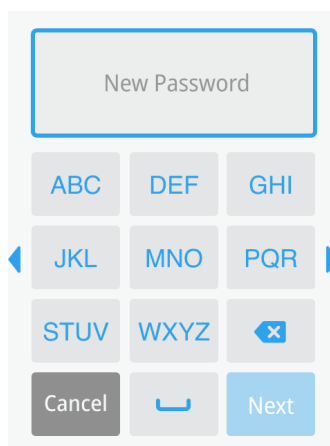 New Password
ABC DEF GHI
JKL MNO PQR
STUV WXYZ
Cancel Next